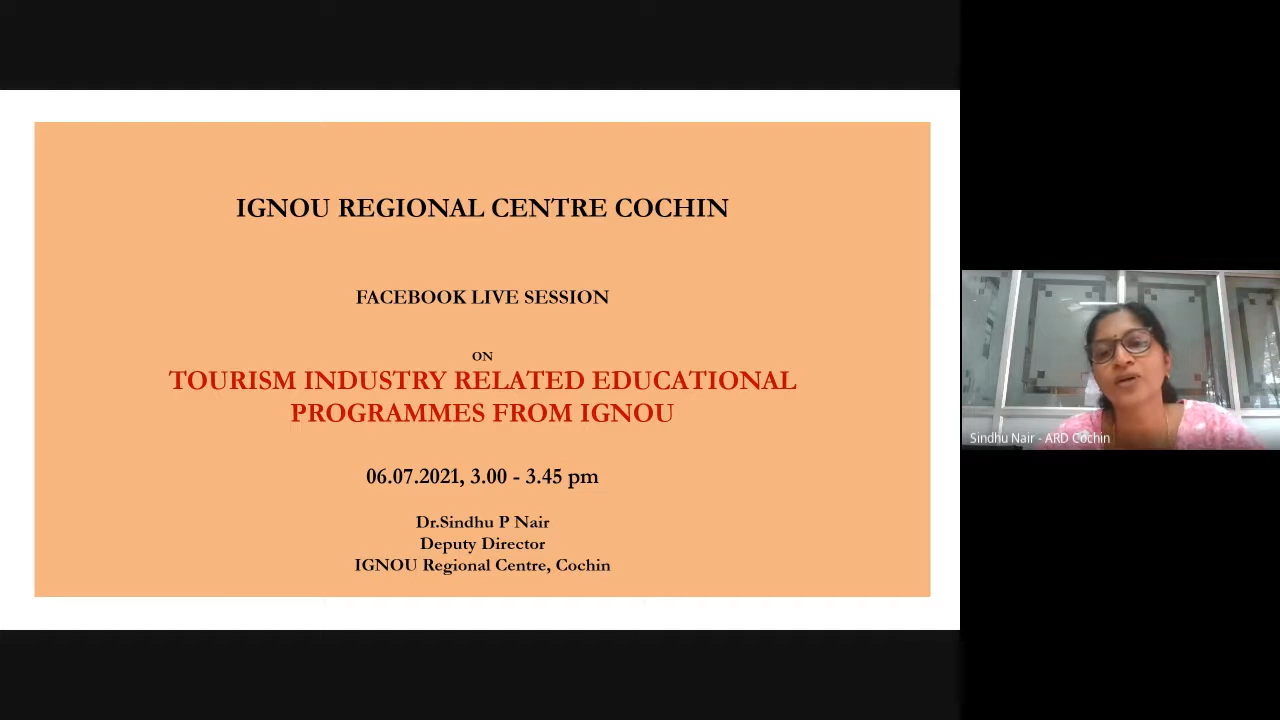 IGNOU REGIONAL CENTRE COCHIN
FACEBOOK LIVE SESSION
ON
TOURISM INDUSTRY RELATED EDUCATIONAL
PROGRAMMES FROM IGNOU
06.07.2021, 3.00 - 3.45 pm
Dr.Sindhu P Nair
Deputy Director
IGNOU Regional Centre, Cochin
Sindhu Nair - ARD Cochin